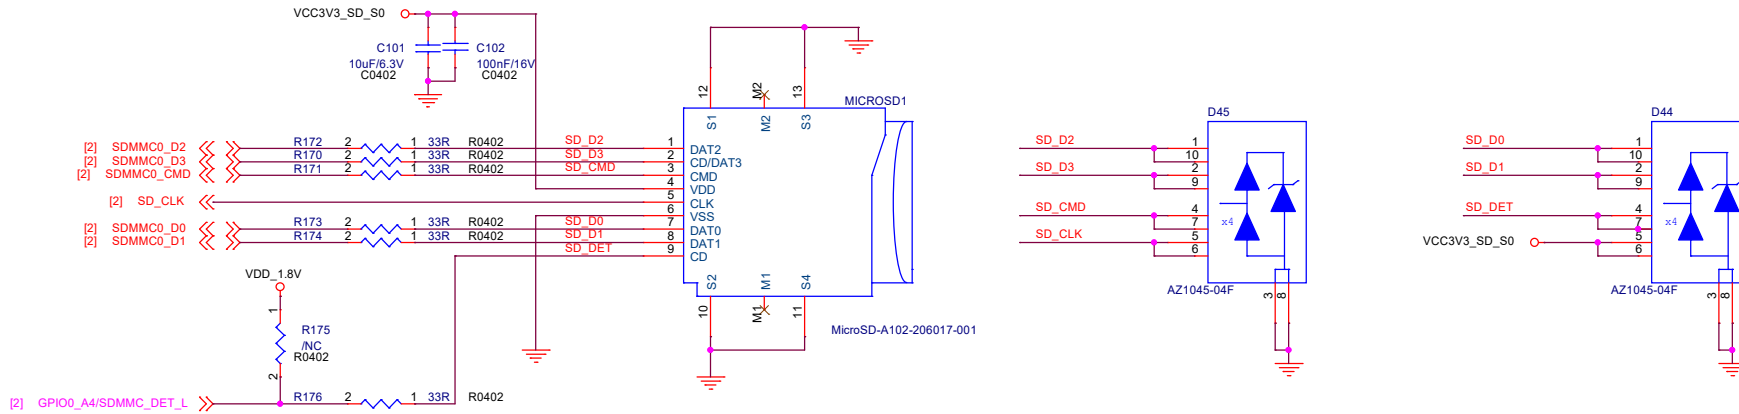 VCC3V3_SD_S0
C101
10uF/6.3V
C0402
C102
100nF/16V
C0402
12
M2
13
MICROSD1
S1
M2
S3
[2] SDMMC0_D2 R172 2 1 33R R0402 SD_D2 1 DAT2
[2] SDMMC0_D3 R170 2 1 33R R0402 SD_D3 2 CD/DAT3
[2] SDMMC0_CMD R171 2 1 33R R0402 SD_CMD 3 CMD
4 VDD
[2] SD_CLK 5 CLK
6 VSS
[2] SDMMC0_D0 R173 2 1 33R R0402 SD_D0 7 DAT0
[2] SDMMC0_D1 R174 2 1 33R R0402 SD_D1 8 DAT1
SD_DET 9 CD
S2
M1
S4
10
M1
11
MicroSD-A102-206017-001
VDD_1.8V
1
R175
/NC
R0402
2
[2] GPIO0_A4/SDMMC_DET_L R176 2 1 33R R0402
D45
SD_D2 1
10
SD_D3 2
9
SD_CMD 4
7
SD_CLK 5
6
x4
AZ1045-04F
3
8
D44
SD_D0 1
10
SD_D1 2
9
SD_DET 4
7
VCC3V3_SD_S0 5
6
x4
AZ1045-04F
3
8